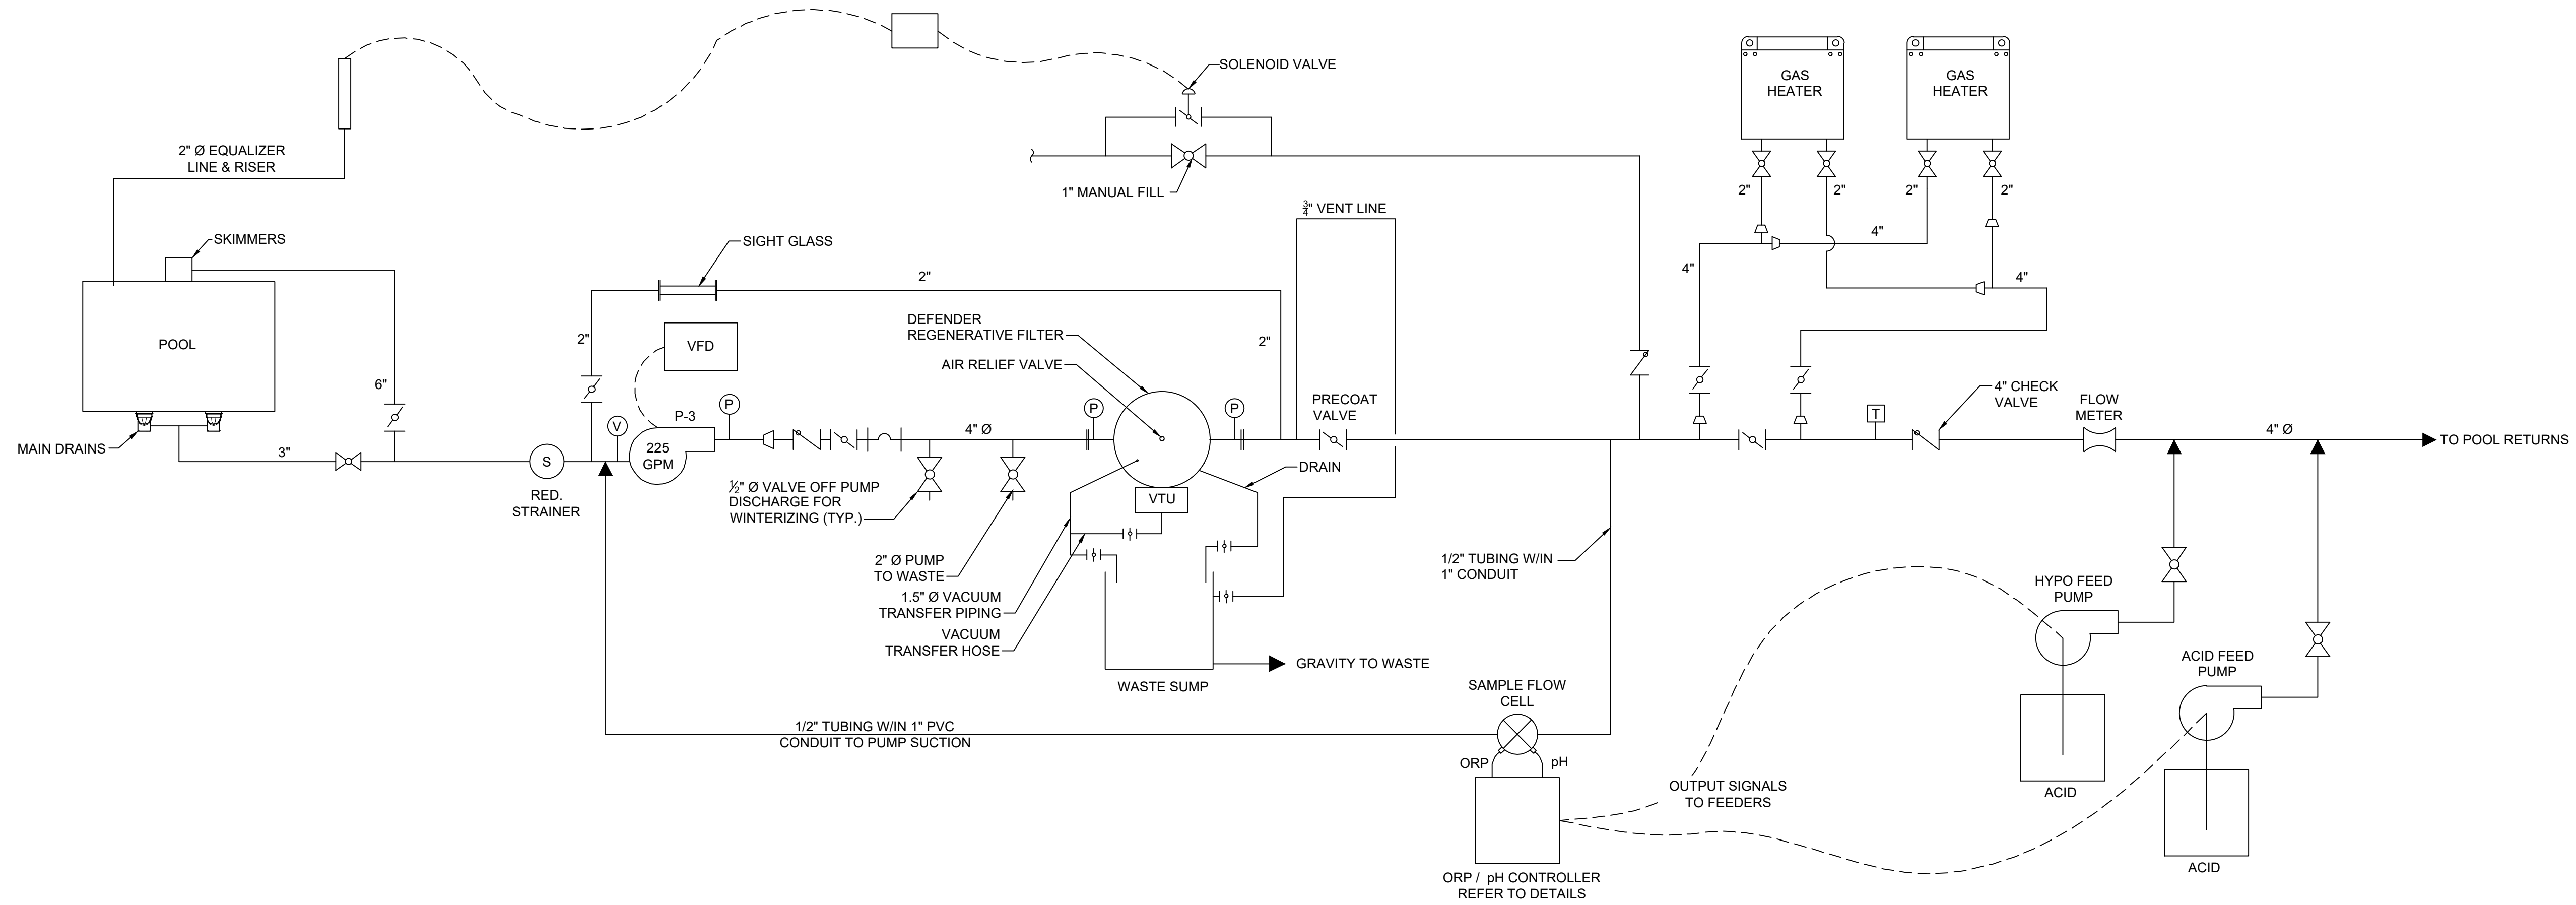 SOLENOID VALVE
GAS
HEATER
GAS
HEATER
2" Ø EQUALIZER
LINE & RISER
1" MANUAL FILL
2"
2"
2"
2"
3/4" VENT LINE
4"
SKIMMERS
SIGHT GLASS
4"
4"
2"
DEFENDER
REGENERATIVE FILTER
POOL
2"
VFD
2"
AIR RELIEF VALVE
6"
PRECOAT
VALVE
4" CHECK
VALVE
FLOW
METER
P
P-3
P
P
T
V
4" Ø
4" Ø
TO POOL RETURNS
MAIN DRAINS
3"
S
225
GPM
DRAIN
RED.
STRAINER
½" Ø VALVE OFF PUMP
DISCHARGE FOR
WINTERIZING (TYP.)
VTU
2" Ø PUMP
TO WASTE
1/2" TUBING W/IN
1" CONDUIT
1.5" Ø VACUUM
TRANSFER PIPING
HYPO FEED
PUMP
VACUUM
TRANSFER HOSE
GRAVITY TO WASTE
WASTE SUMP
ACID FEED
PUMP
SAMPLE FLOW
CELL
1/2" TUBING W/IN 1" PVC
CONDUIT TO PUMP SUCTION
ORP
pH
OUTPUT SIGNALS
TO FEEDERS
ACID
ACID
ORP / pH CONTROLLER
REFER TO DETAILS